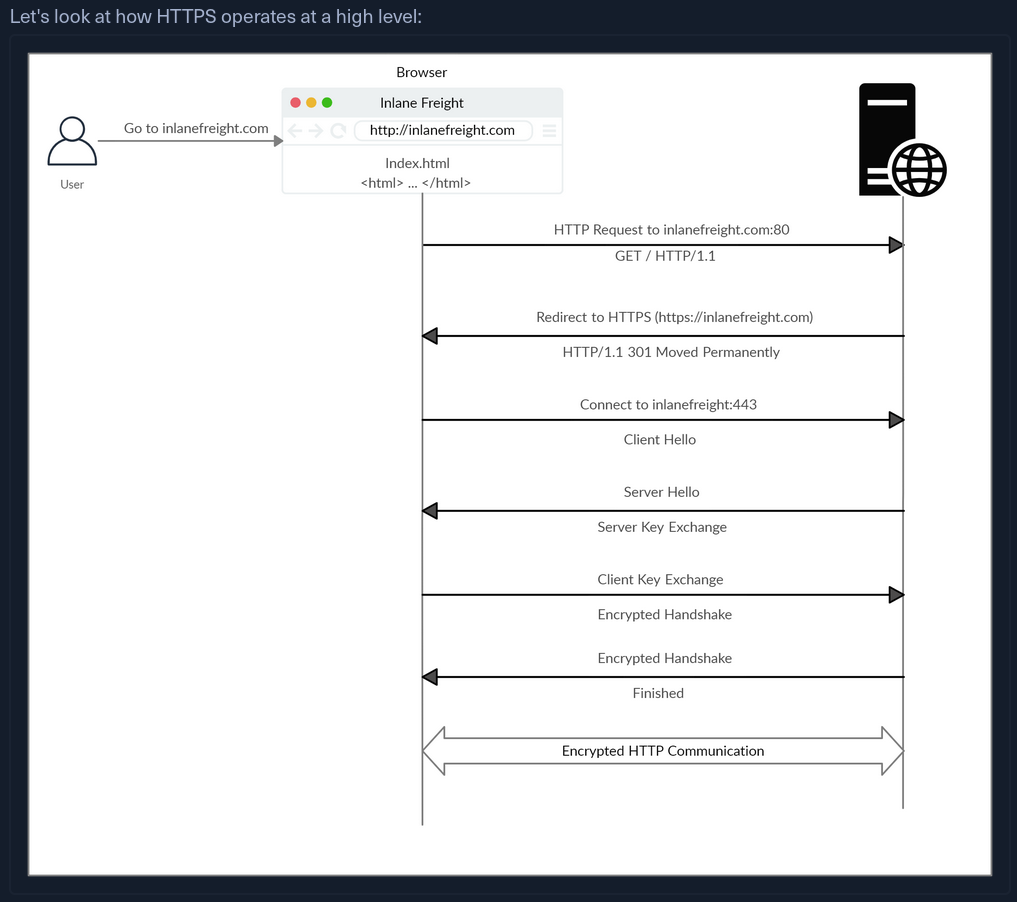 Let's look at how HTTPS operates at a high level:
Browser
Inlane Freight
Go to inlanefreight.com
http://inlanefreight.com
Index.html
<html> ... </html>
User
HTTP Request to inlanefreight.com:80
GET / HTTP/1.1
Redirect to HTTPS (https://inlanefreight.com)
HTTP/1.1 301 Moved Permanently
Connect to inlanefreight:443
Client Hello
Server Hello
Server Key Exchange
Client Key Exchange
Encrypted Handshake
Encrypted Handshake
Finished
Encrypted HTTP Communication